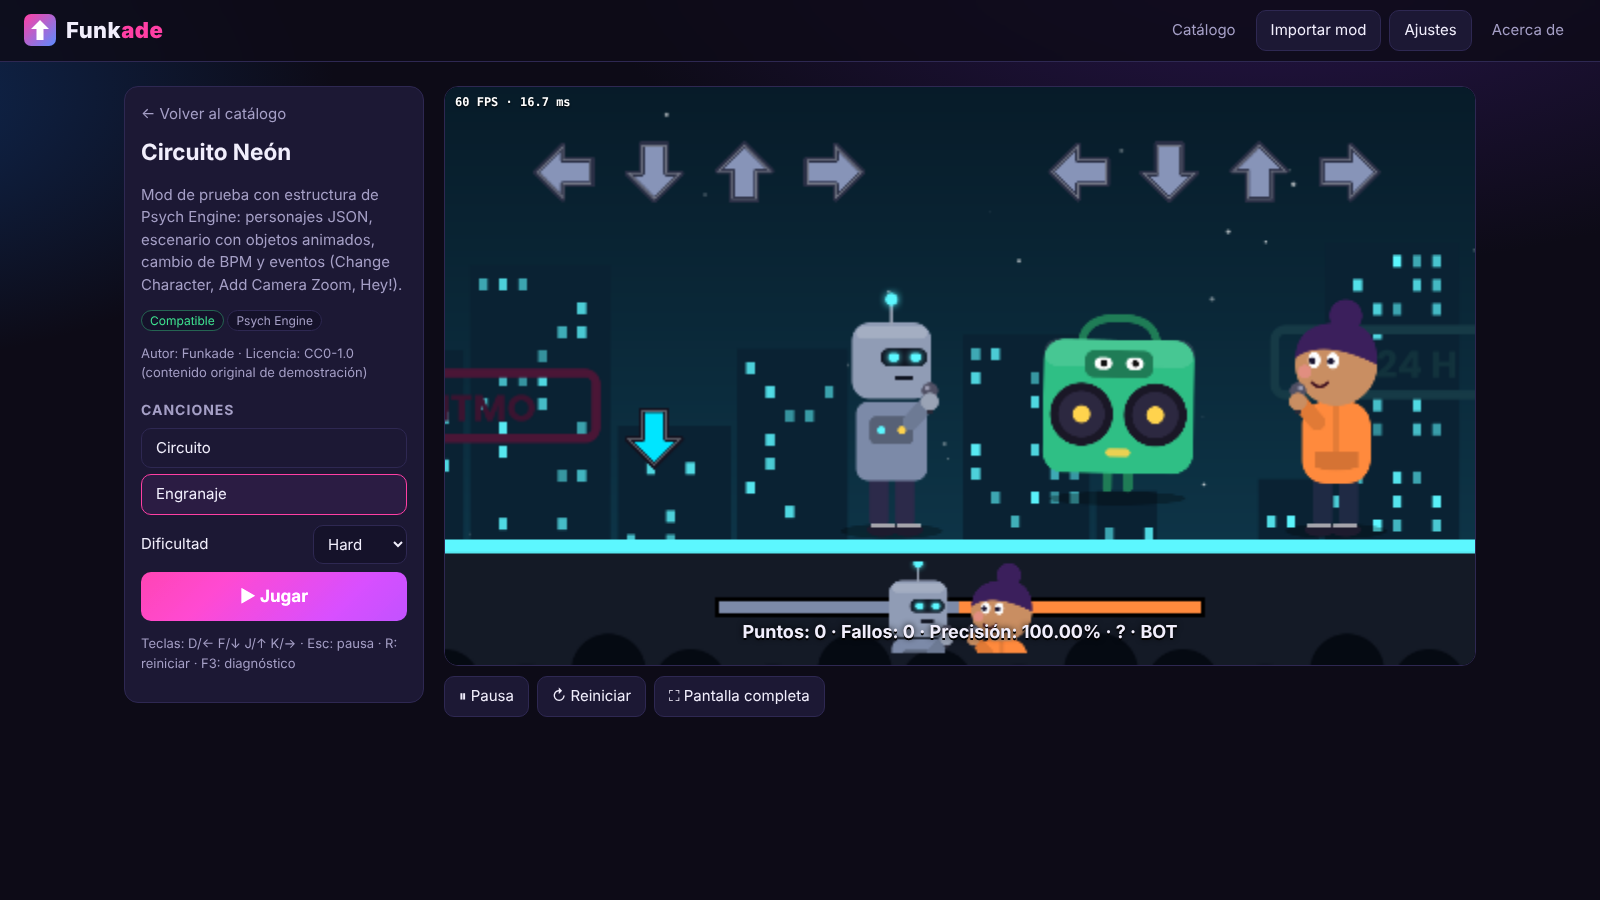 Funkade
Catálogo
Importar mod
Ajustes
Acerca de
← Volver al catálogo
Circuito Neón
Mod de prueba con estructura de
Psych Engine: personajes JSON,
escenario con objetos animados,
cambio de BPM y eventos (Change
Character, Add Camera Zoom, Hey!).
Compatible
Psych Engine
Autor: Funkade · Licencia: CC0-1.0
(contenido original de demostración)
CANCIONES
Circuito
Engranaje
Dificultad
Hard
▶ Jugar
Teclas: D/← F/↓ J/↑ K/→ · Esc: pausa · R:
reiniciar · F3: diagnóstico
60 FPS · 16.7 ms
TMO
24 H
Puntos: 0 · Fallos: 0 · Precisión: 100.00% · ? · BOT
Pausa
Reiniciar
Pantalla completa